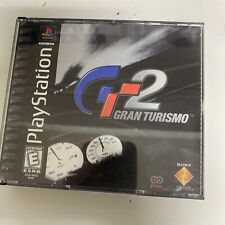 PlayStation
GT2
GRAN TURISMO
EVERYONE
E
ESRB
SONY